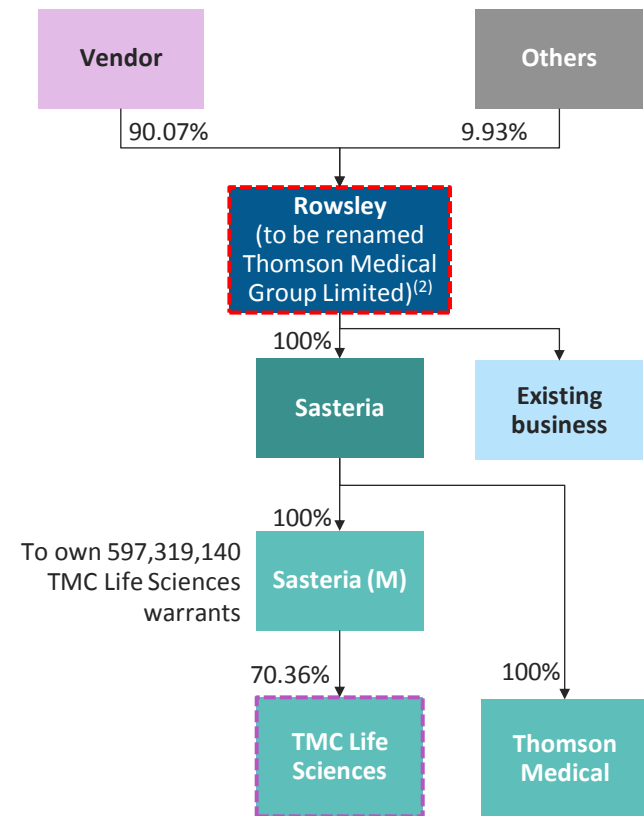 Vendor
Others
90.07%
9.93%
Rowsley
(to be renamed
Thomson Medical
Group Limited)(2)
100%
Sasteria
Existing
business
100%
To own 597,319,140
TMC Life Sciences
warrants
Sasteria (M)
70.36%
100%
TMC Life
Sciences
Thomson
Medical